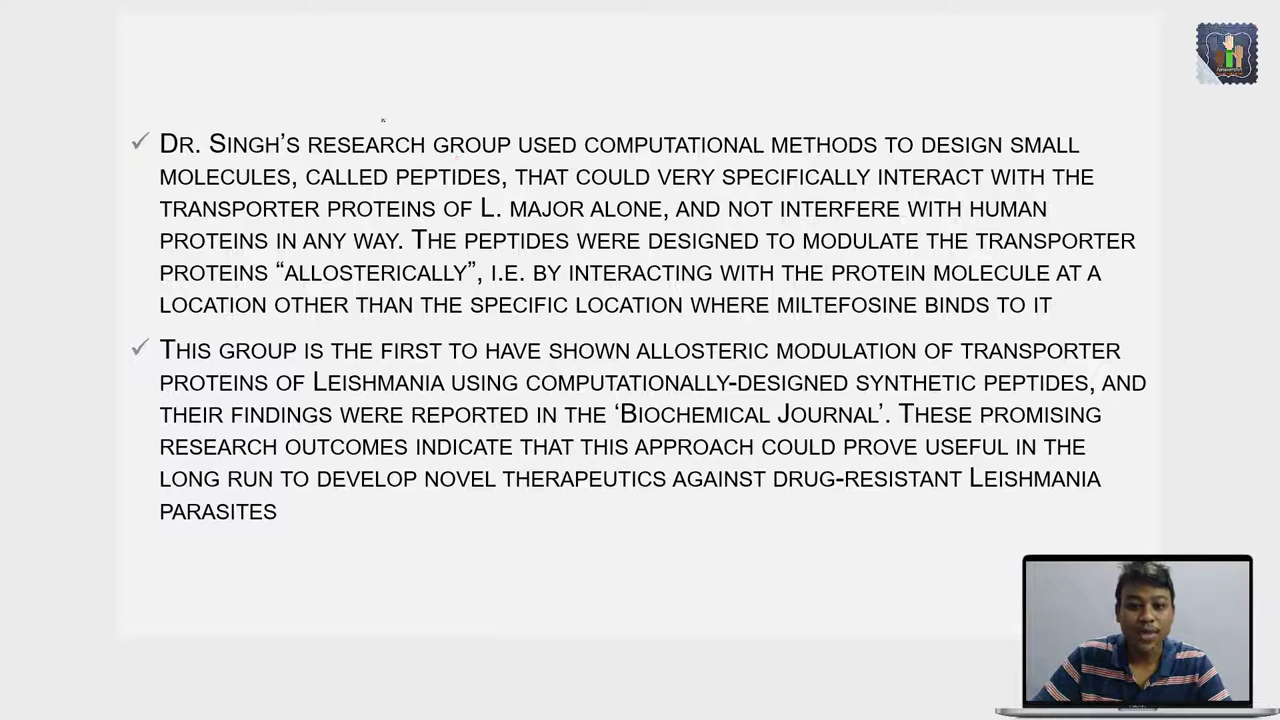 DR. SINGH'S RESEARCH GROUP USED COMPUTATIONAL METHODS TO DESIGN SMALL
MOLECULES, CALLED PEPTIDES, THAT COULD VERY SPECIFICALLY INTERACT WITH THE
TRANSPORTER PROTEINS OF L. MAJOR ALONE, AND NOT INTERFERE WITH HUMAN
PROTEINS IN ANY WAY. THE PEPTIDES WERE DESIGNED TO MODULATE THE TRANSPORTER
PROTEINS “ALLOSTERICALLY”, I.E. BY INTERACTING WITH THE PROTEIN MOLECULE AT A
LOCATION OTHER THAN THE SPECIFIC LOCATION WHERE MILTEFOSINE BINDS TO IT
THIS GROUP IS THE FIRST TO HAVE SHOWN ALLOSTERIC MODULATION OF TRANSPORTER
PROTEINS OF LEISHMANIA USING COMPUTATIONALLY-DESIGNED SYNTHETIC PEPTIDES, AND
THEIR FINDINGS WERE REPORTED IN THE ‘BIOCHEMICAL JOURNAL’. THESE PROMISING
RESEARCH OUTCOMES INDICATE THAT THIS APPROACH COULD PROVE USEFUL IN THE
LONG RUN TO DEVELOP NOVEL THERAPEUTICS AGAINST DRUG-RESISTANT LEISHMANIA
PARASITES